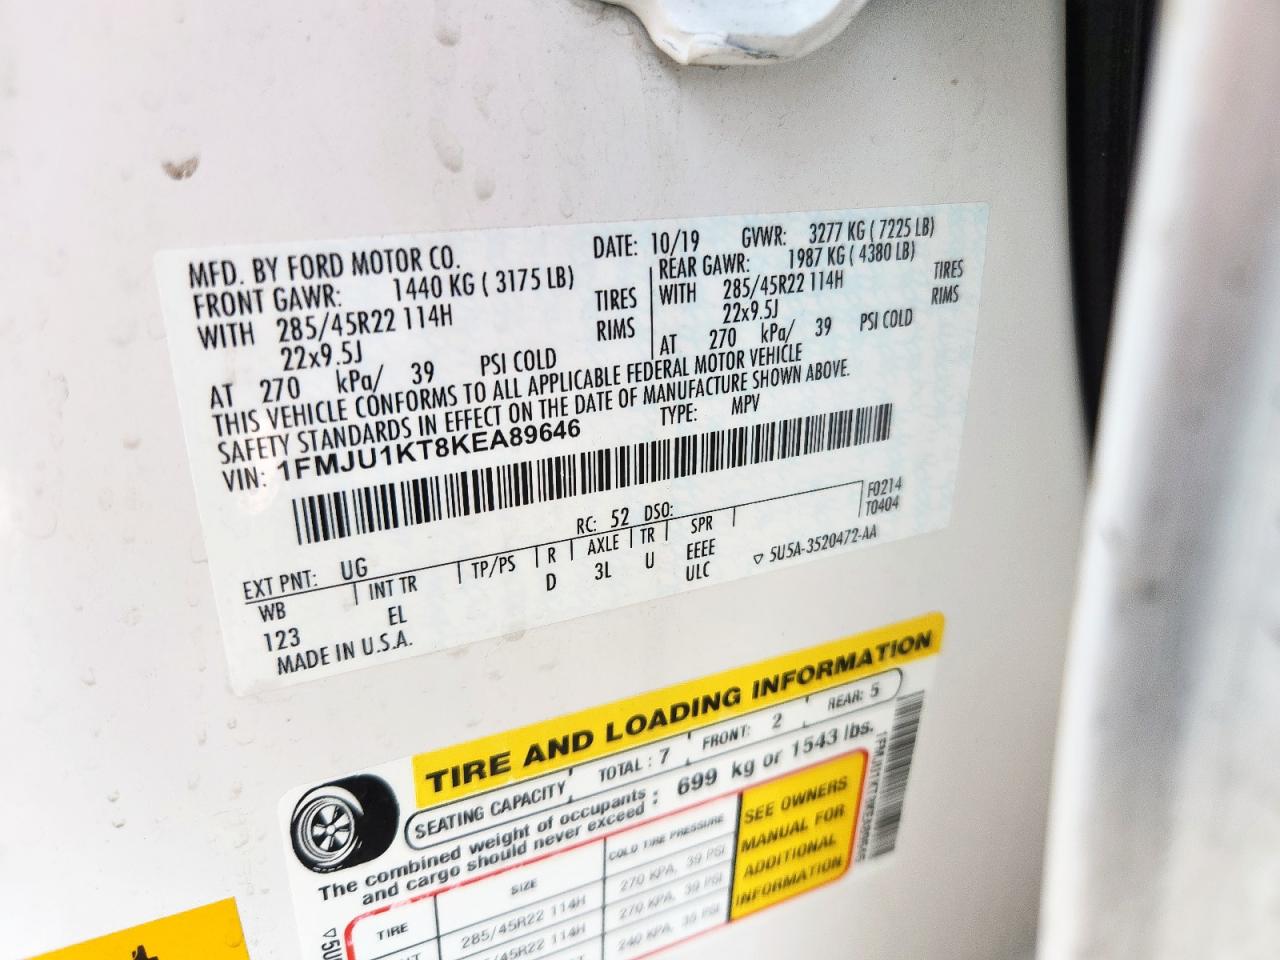 MFD. BY FORD MOTOR CO. DATE: 10/19 GVWR: 3277 KG ( 7225 LB)
FRONT GAWR: 1440 KG ( 3175 LB) REAR GAWR: 1987 KG ( 4380 LB)
WITH 285/45R22 114H TIRES WITH 285/45R22 114H TIRES
22x9.5J RIMS 22x9.5J RIMS
AT 270 kPa/ 39 PSI COLD AT 270 kPa/ 39 PSI COLD
THIS VEHICLE CONFORMS TO ALL APPLICABLE FEDERAL MOTOR VEHICLE
SAFETY STANDARDS IN EFFECT ON THE DATE OF MANUFACTURE SHOWN ABOVE.
VIN: 1FMJU1KT8KEA89646 TYPE: MPV
EXT PNT: UG RC: 52 DSO: F0214
WB INT TR TP/PS R AXLE TR SPR T0404
123 EL D 3L U EEEE 5U5A-3520472-AA
ULC
MADE IN U.S.A.
TIRE AND LOADING INFORMATION
SEATING CAPACITY TOTAL : 7 FRONT: 2 REAR: 5
The combined weight of occupants and cargo should never exceed : 699 kg or 1543 lbs.
TIRE SIZE COLD TIRE PRESSURE
285/45R22 114H 270 KPA, 39 PSI
/45R22 114H 270 KPA, 39 PSI
SEE OWNERS
MANUAL FOR
ADDITIONAL
INFORMATION